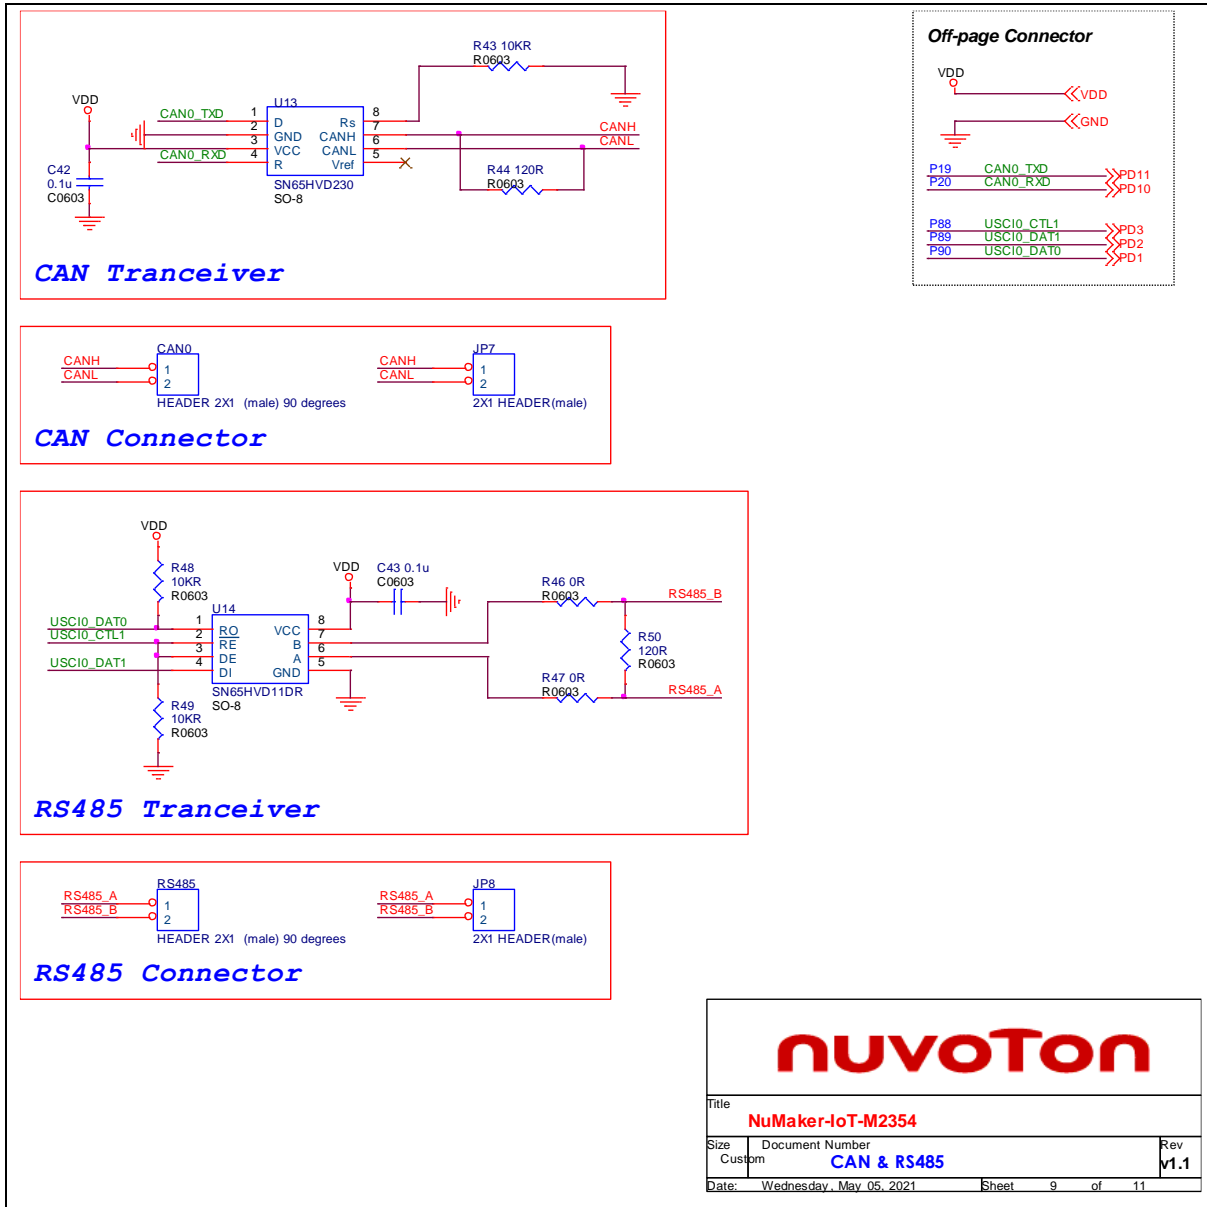 R43 10KR
R0603
VDD
U13
CAN0_TXD
1
D
Rs
8
2
GND
CANH
7
CANH
3
VCC
CANL
6
CANL
CAN0_RXD
4
R
Vref
5
C42
0.1u
C0603
SN65HVD230
SO-8
R44 120R
R0603
CAN Tranceiver
Off-page Connector
VDD
VDD
GND
P19 CAN0_TXD PD11
P20 CAN0_RXD PD10
P88 USCI0_CTL1 PD3
P89 USCI0_DAT1 PD2
P90 USCI0_DAT0 PD1
CAN0
CANH 1
CANL 2
HEADER 2X1 (male) 90 degrees
JP7
CANH 1
CANL 2
2X1 HEADER(male)
CAN Connector
VDD
R48
10KR
R0603
VDD
C43 0.1u
C0603
U14
USCI0_DAT0
1
RO
VCC
8
USCI0_CTL1
2
RE
B
7
3
DE
A
6
USCI0_DAT1
4
DI
GND
5
SN65HVD11DR
SO-8
R49
10KR
R0603
R46 0R
R0603
RS485_B
R50
120R
R0603
R47 0R
R0603
RS485_A
RS485 Tranceiver
RS485
RS485_A 1
RS485_B 2
HEADER 2X1 (male) 90 degrees
JP8
RS485_A 1
RS485_B 2
2X1 HEADER(male)
RS485 Connector
nuvoTon
Title
NuMaker-IoT-M2354
Size Document Number Rev
Custom CAN & RS485 v1.1
Date: Wednesday, May 05, 2021 Sheet 9 of 11